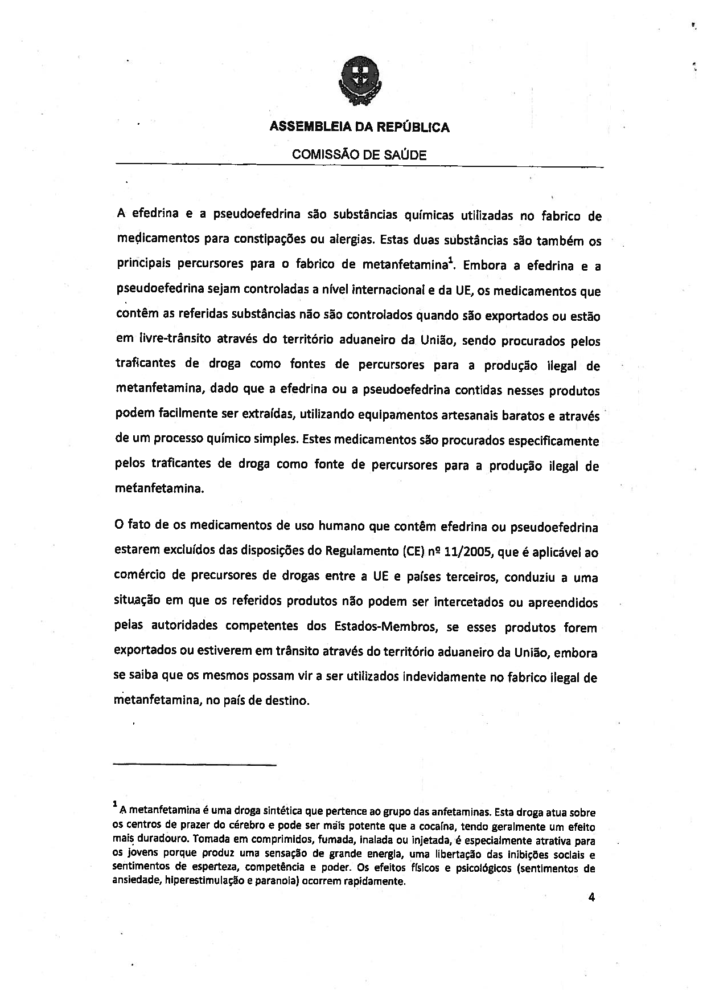 ASSEMBLEIA DA REPÚBLICA
COMISSÃO DE SAÚDE
A efedrina e a pseudoefedrina são substâncias químicas utilizadas no fabrico de
medicamentos para constipações ou alergias. Estas duas substâncias são também os
principais percursores para o fabrico de metanfetamina¹. Embora a efedrina e a
pseudoefedrina sejam controladas a nível internacional e da UE, os medicamentos que
contêm as referidas substâncias não são controlados quando são exportados ou estão
em livre-trânsito através do território aduaneiro da União, sendo procurados pelos
traficantes de droga como fontes de percursores para a produção ilegal de
metanfetamina, dado que a efedrina ou a pseudoefedrina contidas nesses produtos
podem facilmente ser extraídas, utilizando equipamentos artesanais baratos e através
de um processo químico simples. Estes medicamentos são procurados especificamente
pelos traficantes de droga como fonte de percursores para a produção ilegal de
metanfetamina.
O fato de os medicamentos de uso humano que contêm efedrina ou pseudoefedrina
estarem excluídos das disposições do Regulamento (CE) nº 11/2005, que é aplicável ao
comércio de precursores de drogas entre a UE e países terceiros, conduziu a uma
situação em que os referidos produtos não podem ser intercetados ou apreendidos
pelas autoridades competentes dos Estados-Membros, se esses produtos forem
exportados ou estiverem em trânsito através do território aduaneiro da União, embora
se saiba que os mesmos possam vir a ser utilizados indevidamente no fabrico ilegal de
metanfetamina, no país de destino.
¹ A metanfetamina é uma droga sintética que pertence ao grupo das anfetaminas. Esta droga atua sobre
os centros de prazer do cérebro e pode ser mais potente que a cocaína, tendo geralmente um efeito
mais duradouro. Tomada em comprimidos, fumada, inalada ou injetada, é especialmente atrativa para
os jovens porque produz uma sensação de grande energia, uma libertação das inibições sociais e
sentimentos de esperteza, competência e poder. Os efeitos físicos e psicológicos (sentimentos de
ansiedade, hiperestimulação e paranoia) ocorrem rapidamente.
4